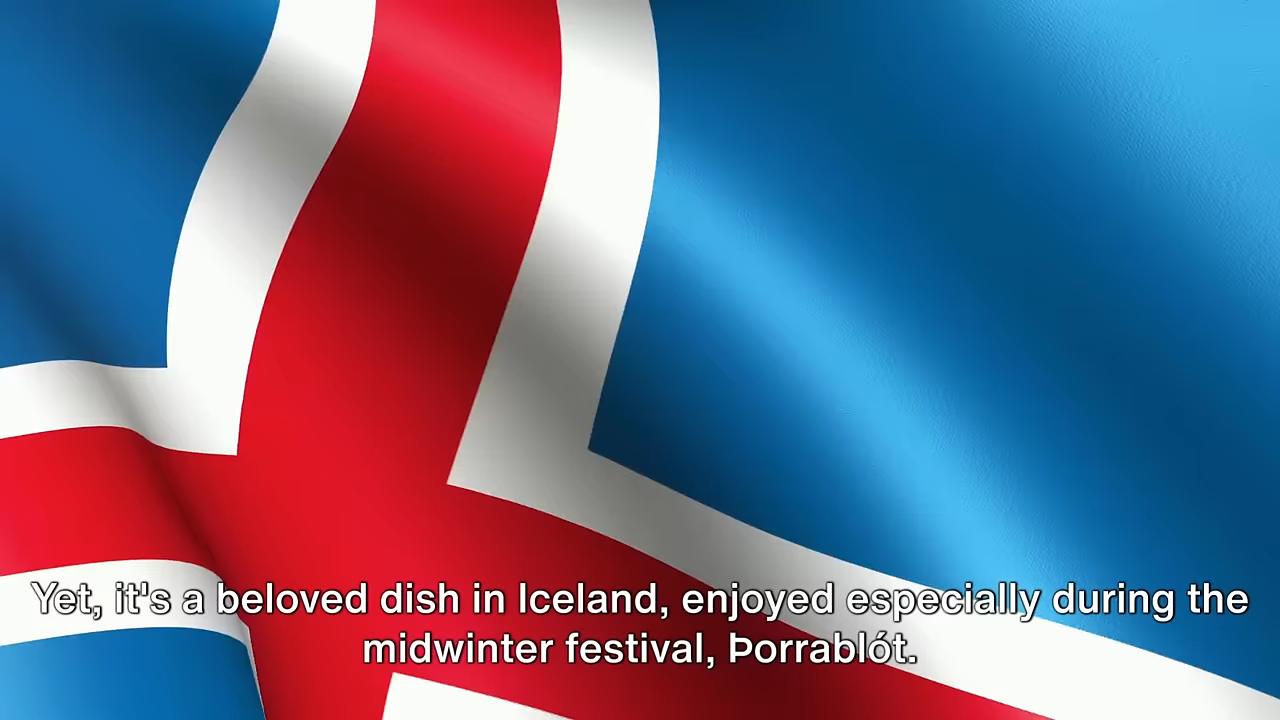 Yet, it's a beloved dish in Iceland, enjoyed especially during the
midwinter festival, Þorrablót.